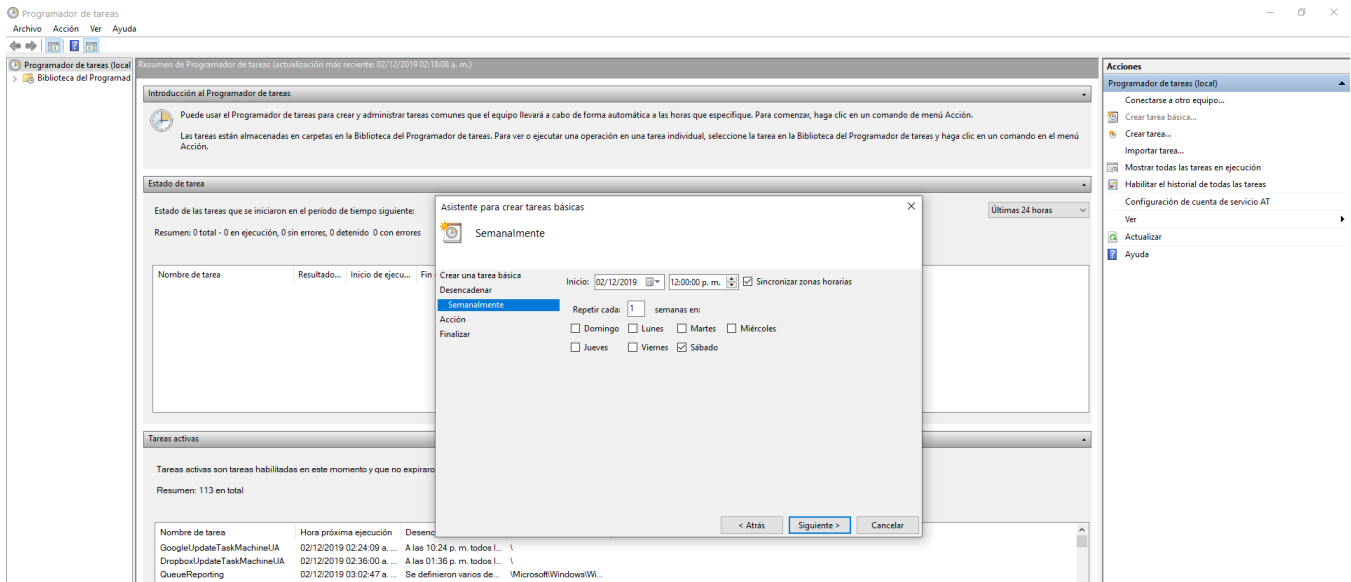 Programador de tareas
Archivo Acción Ver Ayuda
Programador de tareas (local
Biblioteca del Programad
Resumen de Programador de tareas (actualización más reciente: 02/12/2019 02:18:08 a. m.)
Introducción al Programador de tareas
Puede usar el Programador de tareas para crear y administrar tareas comunes que el equipo llevará a cabo de forma automática a las horas que especifique. Para comenzar, haga clic en un comando de menú Acción.
Las tareas están almacenadas en carpetas en la Biblioteca del Programador de tareas. Para ver o ejecutar una operación en una tarea individual, seleccione la tarea en la Biblioteca del Programador de tareas y haga clic en un comando en el menú
Acción.
Estado de tarea
Estado de las tareas que se iniciaron en el período de tiempo siguiente:
Últimas 24 horas
Resumen: 0 total - 0 en ejecución, 0 sin errores, 0 detenido 0 con errores
Nombre de tarea Resultado... Inicio de ejecu... Fin
Asistente para crear tareas básicas
Semanalmente
Crear una tarea básica
Desencadenar
Semanalmente
Acción
Finalizar
Inicio: 02/12/2019 12:00:00 p. m. Sincronizar zonas horarias
Repetir cada: 1 semanas en:
Domingo Lunes Martes Miércoles
Jueves Viernes Sábado
< Atrás Siguiente > Cancelar
Tareas activas
Tareas activas son tareas habilitadas en este momento y que no expiraro
Resumen: 113 en total
Nombre de tarea Hora próxima ejecución Desenc
GoogleUpdateTaskMachineUA 02/12/2019 02:24:09 a. ... A las 10:24 p. m. todos l... \
DropboxUpdateTaskMachineUA 02/12/2019 02:36:00 a. ... A las 01:36 p. m. todos l... \
QueueReporting 02/12/2019 03:02:47 a. ... Se definieron varios de... \Microsoft\Windows\Wi...
Acciones
Programador de tareas (local)
Conectarse a otro equipo...
Crear tarea básica...
Crear tarea...
Importar tarea...
Mostrar todas las tareas en ejecución
Habilitar el historial de todas las tareas
Configuración de cuenta de servicio AT
Ver
Actualizar
Ayuda